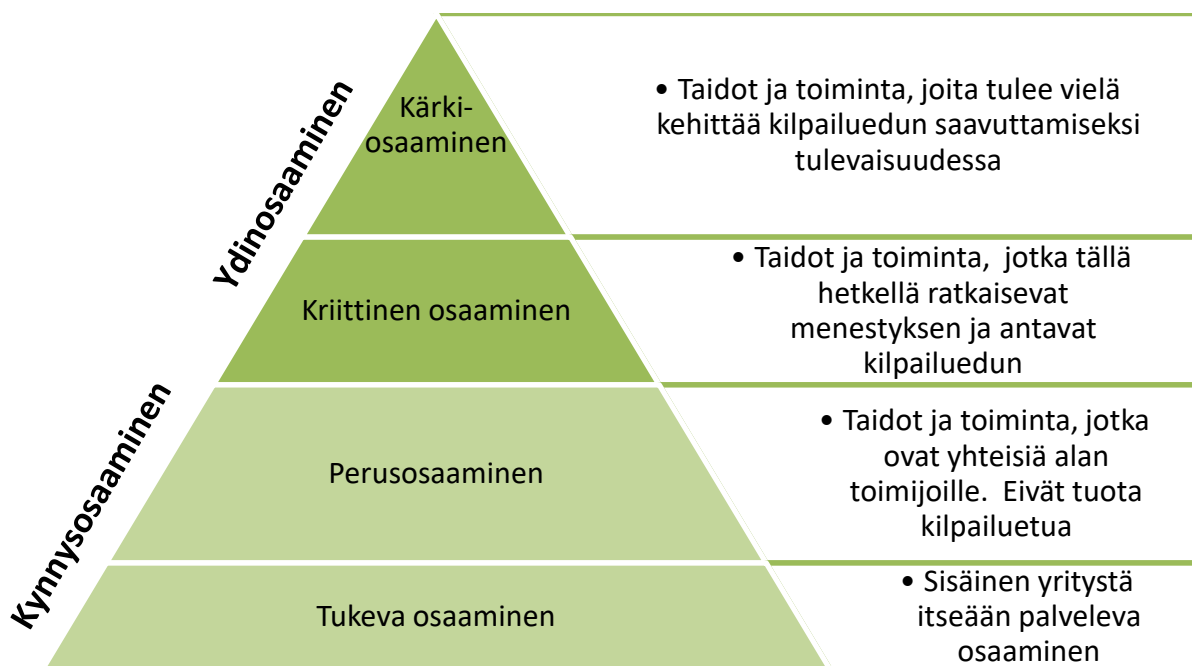 Ydinosaaminen
Kärki-
osaaminen
• Taidot ja toiminta, joita tulee vielä
kehittää kilpailuedun saavuttamiseksi
tulevaisuudessa
Kriittinen osaaminen
• Taidot ja toiminta, jotka tällä
hetkellä ratkaisevat
menestyksen ja antavat
kilpailuedun
Kynnysosaaminen
Perusosaaminen
• Taidot ja toiminta, jotka
ovat yhteisiä alan
toimijoille. Eivät tuota
kilpailuetua
Tukeva osaaminen
• Sisäinen yritystä
itseään palveleva
osaaminen